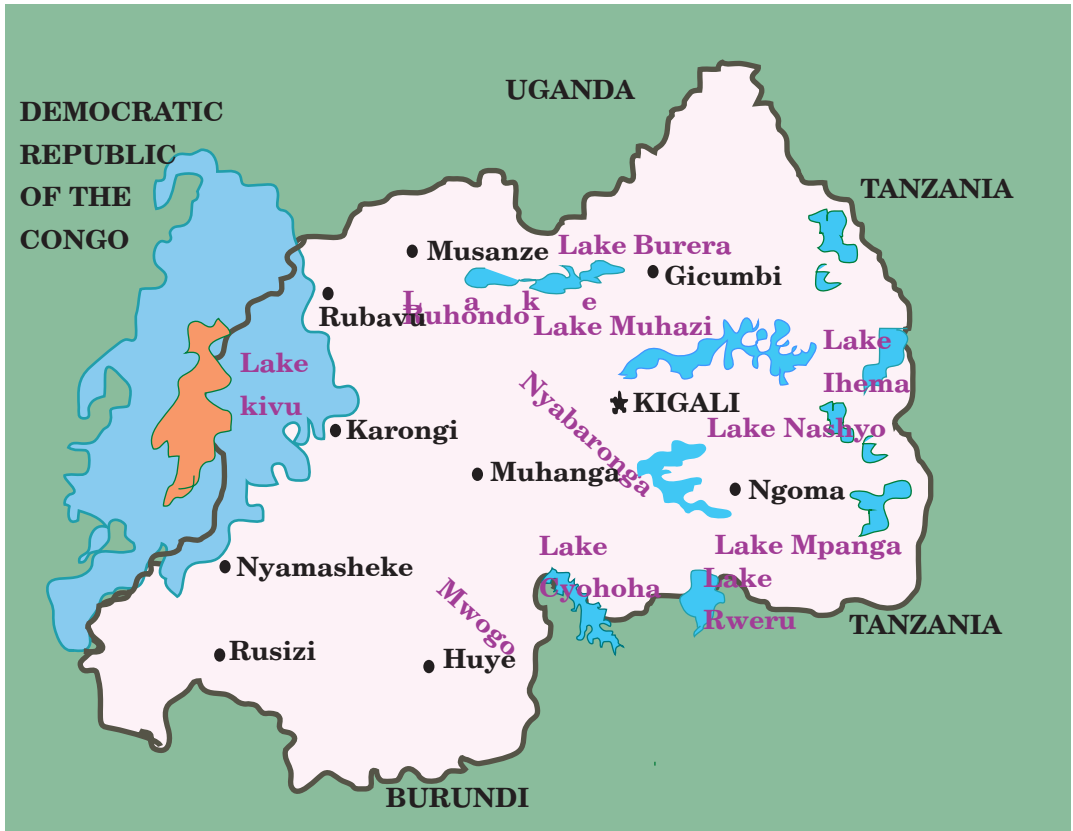 UGANDA
DEMOCRATIC
REPUBLIC
OF THE
CONGO
TANZANIA
Musanze
Lake Burera
Gicumbi
Rubavu
Lake
Ruhondo
Lake Muhazi
Lake
Ihema
Lake
kivu
KIGALI
Karongi
Nyabaronga
Lake Nashyo
Muhanga
Ngoma
Lake Mpanga
Lake
Cyohoha
Nyamasheke
Lake
Rweru
Mwogo
TANZANIA
Rusizi
Huye
BURUNDI